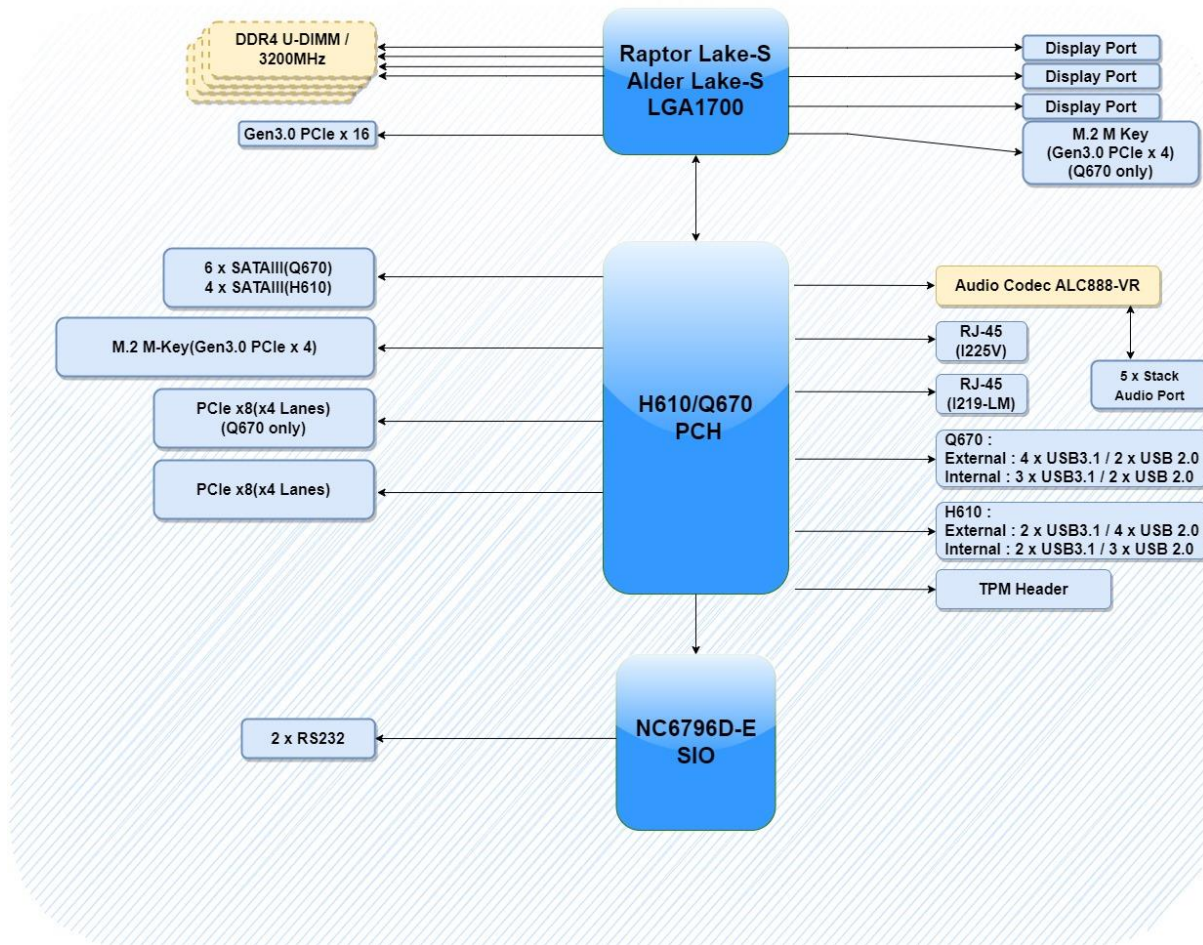 DDR4 U-DIMM /
3200MHz
Gen3.0 PCIe x 16
Raptor Lake-S
Alder Lake-S
LGA1700
Display Port
Display Port
Display Port
M.2 M Key
(Gen3.0 PCIe x 4)
(Q670 only)
6 x SATAIII(Q670)
4 x SATAIII(H610)
M.2 M-Key(Gen3.0 PCIe x 4)
PCIe x8(x4 Lanes)
(Q670 only)
PCIe x8(x4 Lanes)
H610/Q670
PCH
Audio Codec ALC888-VR
RJ-45
(I225V)
5 x Stack
Audio Port
RJ-45
(I219-LM)
Q670 :
External : 4 x USB3.1 / 2 x USB 2.0
Internal : 3 x USB3.1 / 2 x USB 2.0
H610 :
External : 2 x USB3.1 / 4 x USB 2.0
Internal : 2 x USB3.1 / 3 x USB 2.0
TPM Header
2 x RS232
NC6796D-E
SIO